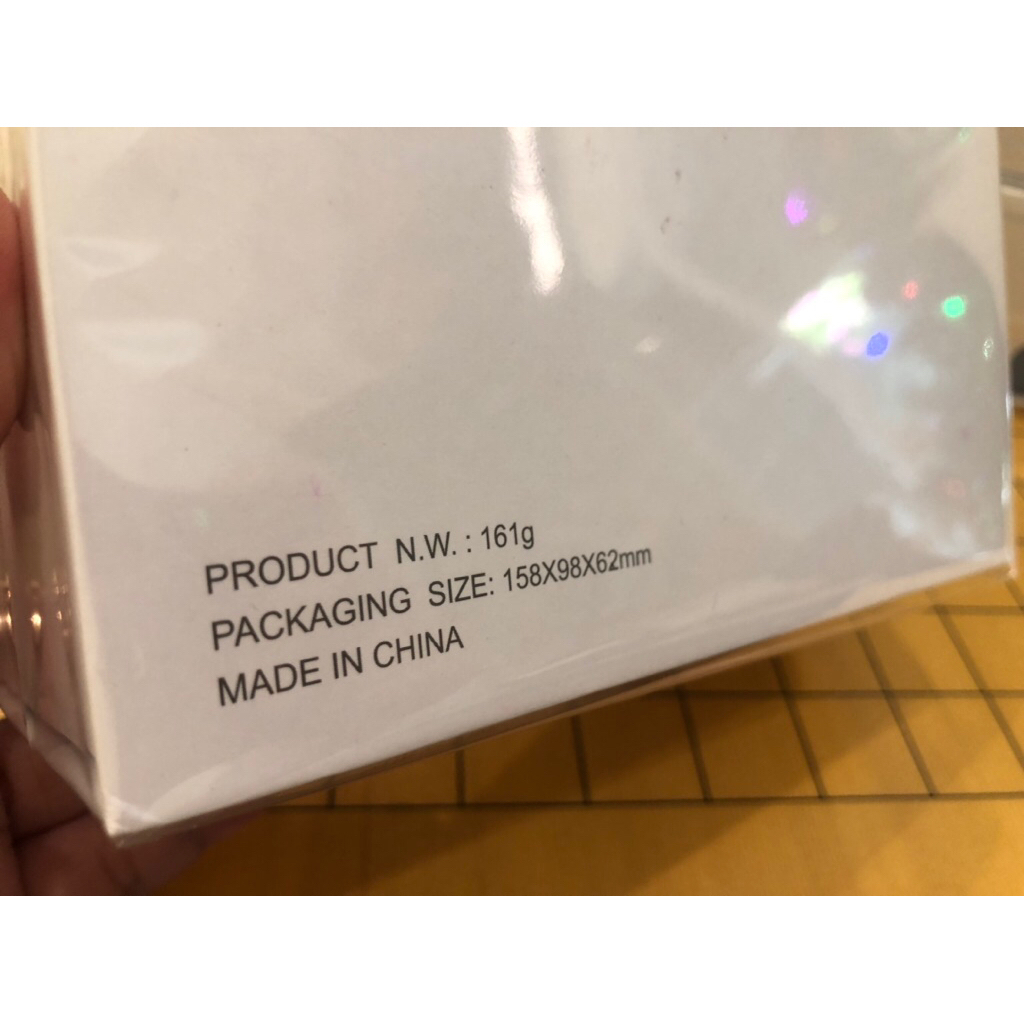 PRODUCT N.W. : 161g
PACKAGING SIZE: 158X98X62mm
MADE IN CHINA